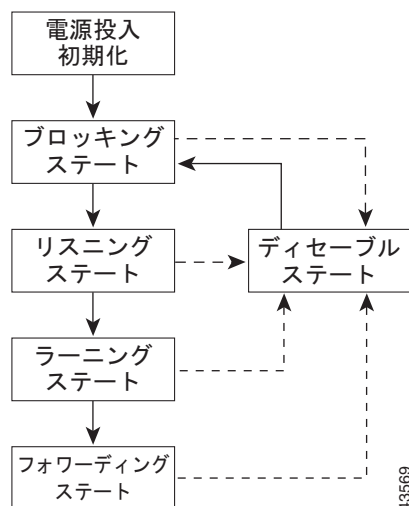 電源投入
初期化
ブロッキング
ステート
リスニング
ステート
ディセーブル
ステート
ラーニング
ステート
フォワーディング
ステート
43569